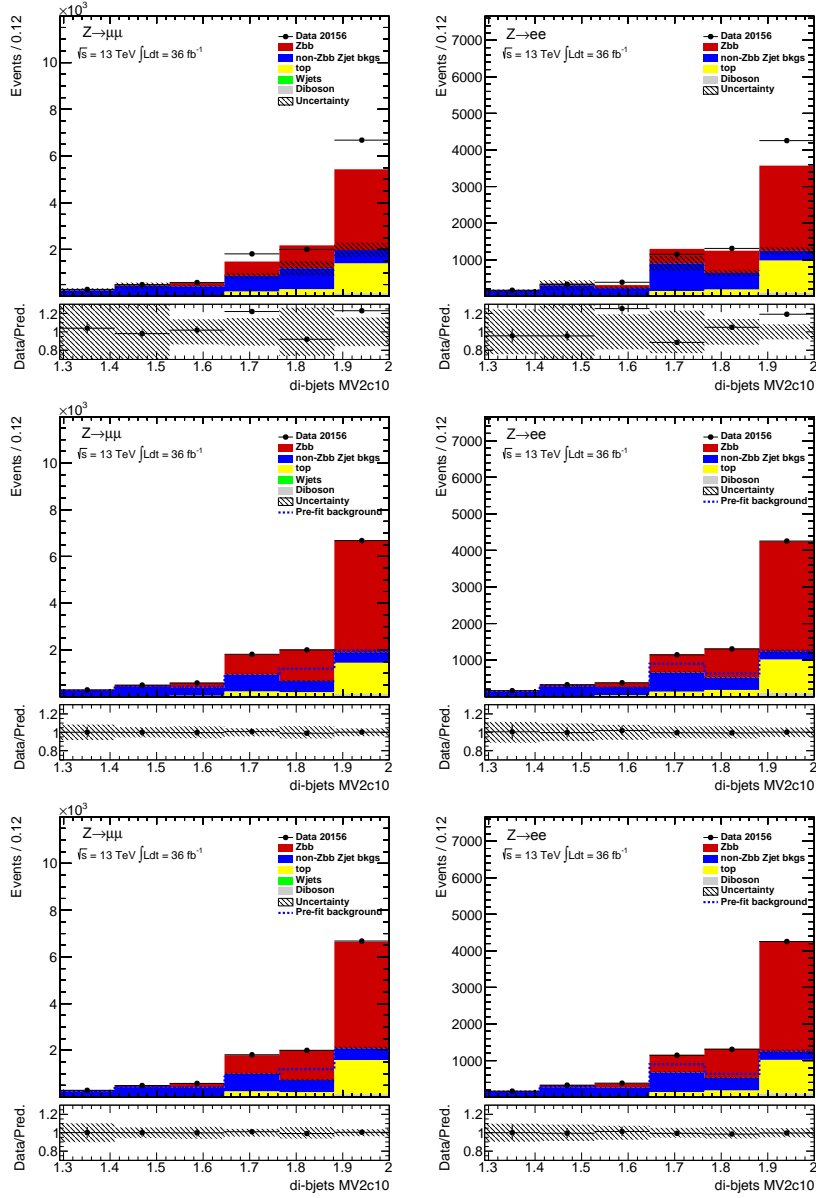 ×10³
Events / 0.12
Z→μμ
√s = 13 TeV ∫Ldt = 36 fb⁻¹
Data 20156
Zbb
non-Zbb Zjet bkgs
top
Wjets
Diboson
Uncertainty
10
8
6
4
2
Data/Pred.
1.2
1
0.8
1.3 1.4 1.5 1.6 1.7 1.8 1.9 2
di-bjets MV2c10
Events / 0.12
Z→ee
√s = 13 TeV ∫Ldt = 36 fb⁻¹
Data 20156
Zbb
non-Zbb Zjet bkgs
top
Diboson
Uncertainty
7000
6000
5000
4000
3000
2000
1000
Data/Pred.
1.2
1
0.8
1.3 1.4 1.5 1.6 1.7 1.8 1.9 2
di-bjets MV2c10
×10³
Events / 0.12
Z→μμ
√s = 13 TeV ∫Ldt = 36 fb⁻¹
Data 20156
Zbb
non-Zbb Zjet bkgs
top
Wjets
Diboson
Uncertainty
Pre-fit background
10
8
6
4
2
Data/Pred.
1.2
1
0.8
1.3 1.4 1.5 1.6 1.7 1.8 1.9 2
di-bjets MV2c10
Events / 0.12
Z→ee
√s = 13 TeV ∫Ldt = 36 fb⁻¹
Data 20156
Zbb
non-Zbb Zjet bkgs
top
Diboson
Uncertainty
Pre-fit background
7000
6000
5000
4000
3000
2000
1000
Data/Pred.
1.2
1
0.8
1.3 1.4 1.5 1.6 1.7 1.8 1.9 2
di-bjets MV2c10
×10³
Events / 0.12
Z→μμ
√s = 13 TeV ∫Ldt = 36 fb⁻¹
Data 20156
Zbb
non-Zbb Zjet bkgs
top
Wjets
Diboson
Uncertainty
Pre-fit background
10
8
6
4
2
Data/Pred.
1.2
1
0.8
1.3 1.4 1.5 1.6 1.7 1.8 1.9 2
di-bjets MV2c10
Events / 0.12
Z→ee
√s = 13 TeV ∫Ldt = 36 fb⁻¹
Data 20156
Zbb
non-Zbb Zjet bkgs
top
Diboson
Uncertainty
Pre-fit background
7000
6000
5000
4000
3000
2000
1000
Data/Pred.
1.2
1
0.8
1.3 1.4 1.5 1.6 1.7 1.8 1.9 2
di-bjets MV2c10